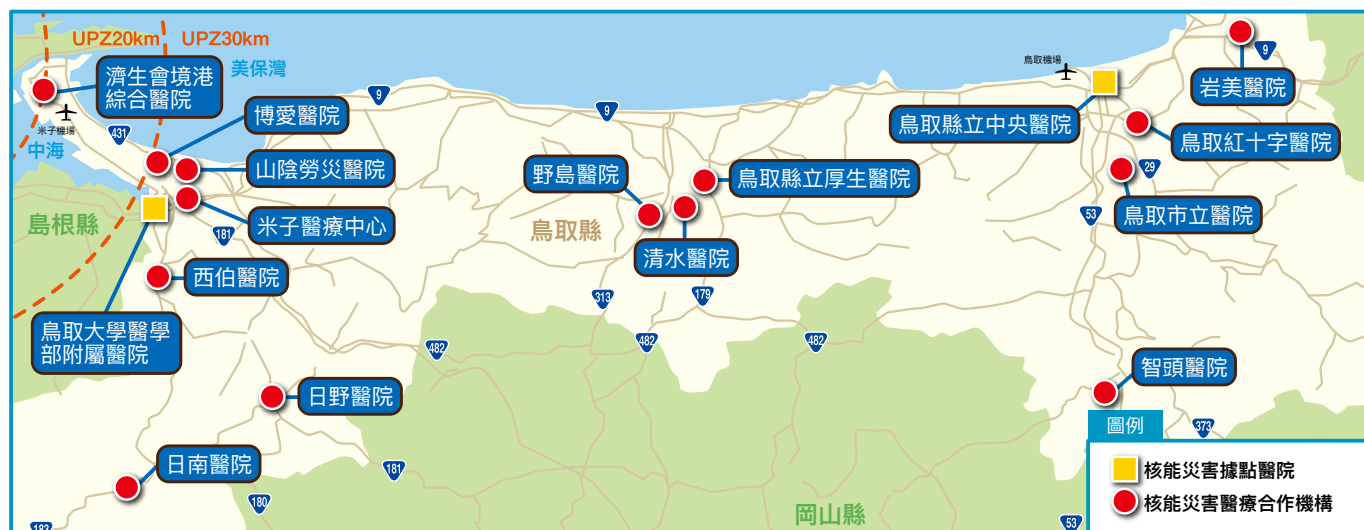 UPZ20km
UPZ30km
濟生會境港
綜合醫院
美保灣
米子機場
431
中海
9
博愛醫院
山陰勞災醫院
米子醫療中心
島根縣
181
西伯醫院
鳥取大學醫學
部附屬醫院
日野醫院
日南醫院
183
180
181
482
9
野島醫院
鳥取縣立厚生醫院
鳥取縣
清水醫院
313
179
482
482
岡山縣
鳥取機場
鳥取縣立中央醫院
9
岩美醫院
鳥取紅十字醫院
29
53
鳥取市立醫院
智頭醫院
373
53
圖例
核能災害據點醫院
核能災害醫療合作機構